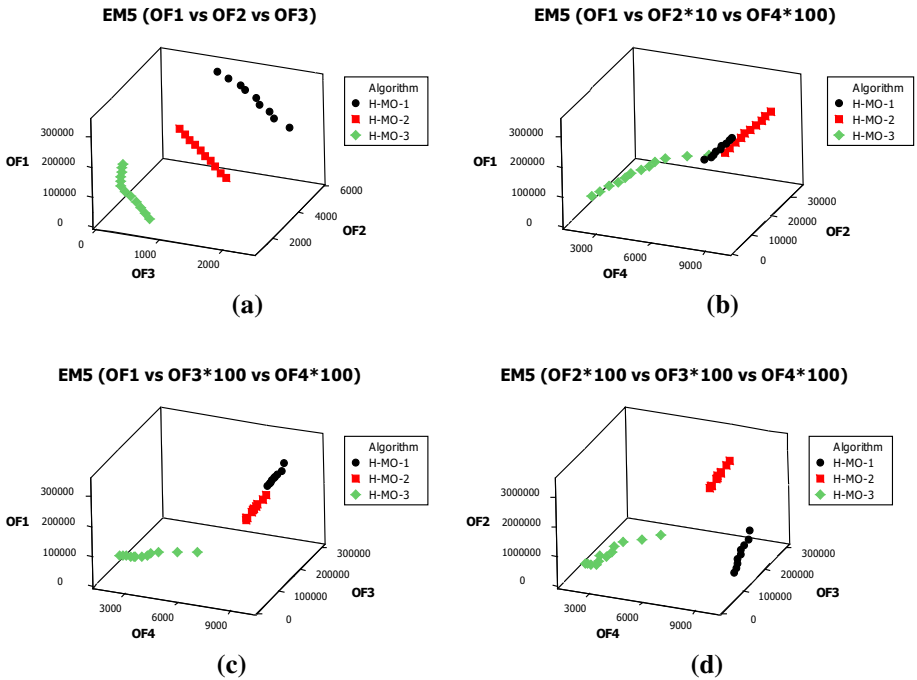 EM5 (OF1 vs OF2 vs OF3)
Algorithm
H-MO-1
H-MO-2
H-MO-3
300000
200000
OF1
100000
0
6000
4000
OF2
2000
0
1000
2000
OF3
(a)
EM5 (OF1 vs OF2*10 vs OF4*100)
Algorithm
H-MO-1
H-MO-2
H-MO-3
300000
200000
OF1
100000
0
30000
20000
OF2
10000
0
3000
6000
9000
OF4
(b)
EM5 (OF1 vs OF3*100 vs OF4*100)
Algorithm
H-MO-1
H-MO-2
H-MO-3
300000
200000
OF1
100000
0
300000
200000
OF3
100000
0
3000
6000
9000
OF4
(c)
EM5 (OF2*100 vs OF3*100 vs OF4*100)
Algorithm
H-MO-1
H-MO-2
H-MO-3
3000000
2000000
OF2
1000000
0
300000
200000
OF3
100000
0
3000
6000
9000
OF4
(d)